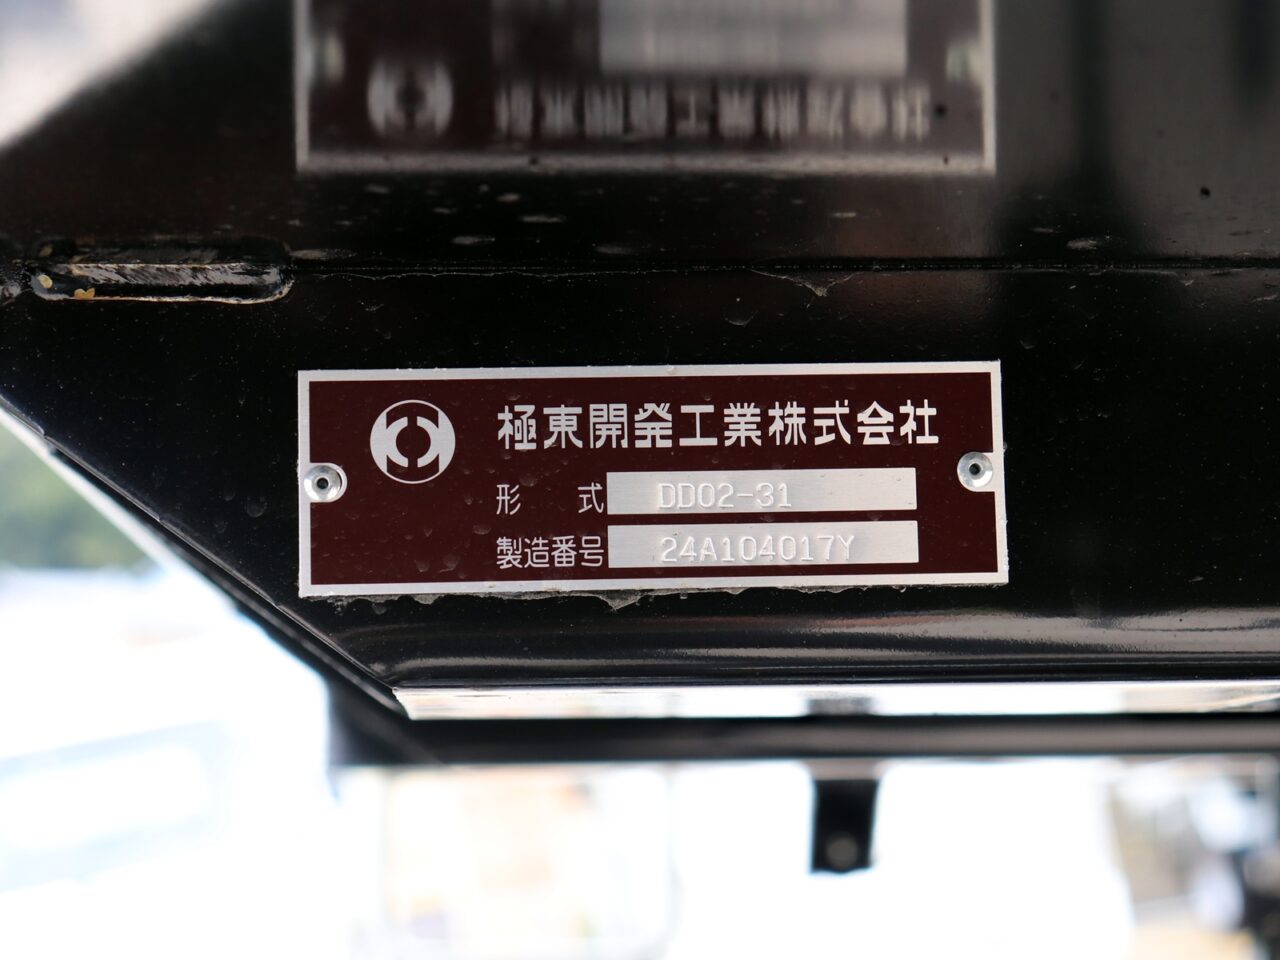 極東開発工業株式会社
形 式 DD02-31
製造番号 24A104017Y